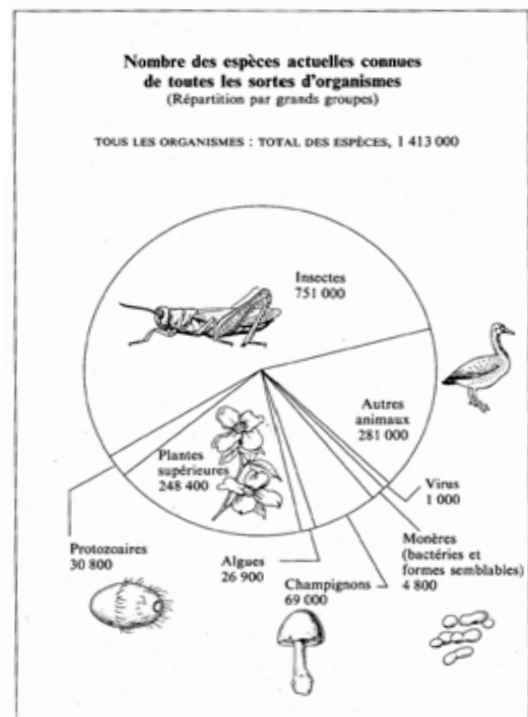 Nombre des espèces actuelles connues
de toutes les sortes d'organismes
(Répartition par grands groupes)
TOUS LES ORGANISMES : TOTAL DES ESPÈCES, 1 413 000
Insectes
751 000
Autres
animaux
281 000
Plantes
supérieures
248 400
Virus
1 000
Protozoaires
30 800
Algues
26 900
Champignons
69 000
Monères
(bactéries et
formes semblables)
4 800